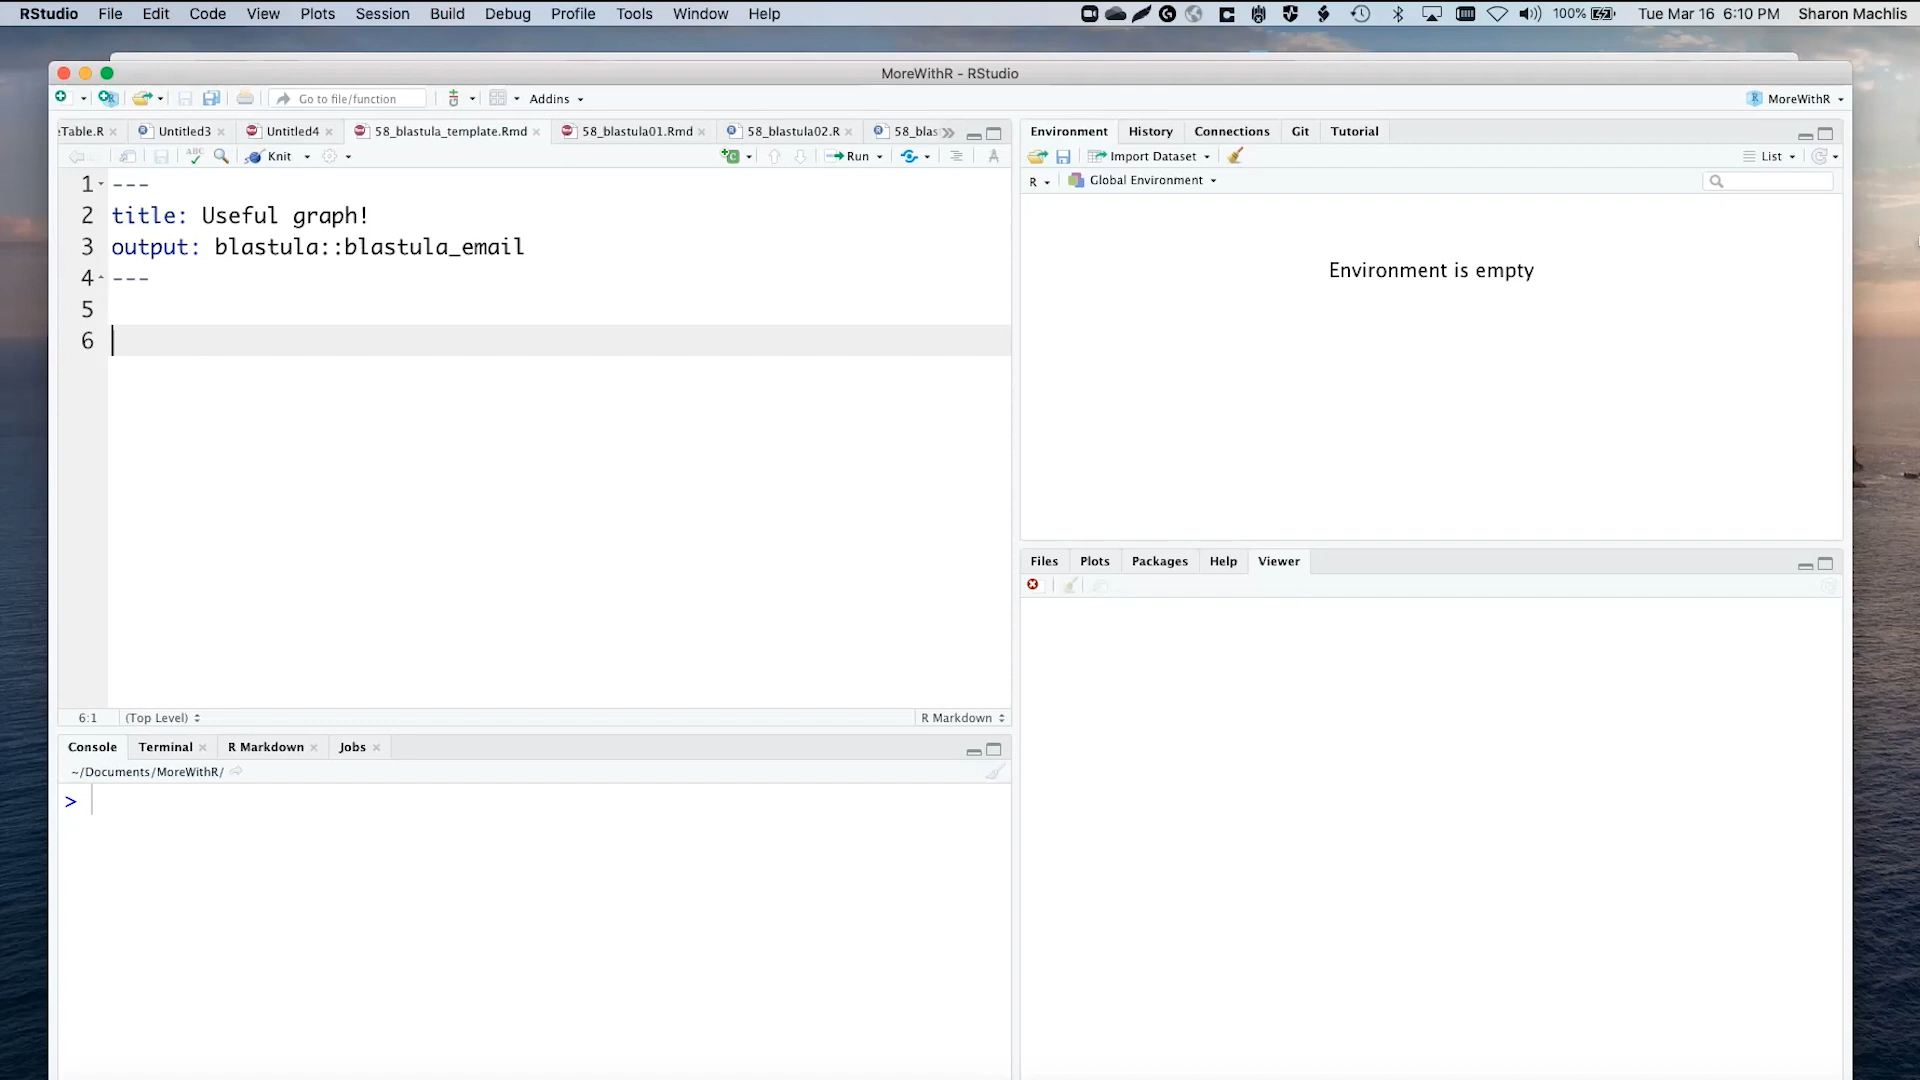 RStudio File Edit Code View Plots Session Build Debug Profile Tools Window Help 100% Tue Mar 16 6:10 PM Sharon Machlis
MoreWithR - RStudio
Go to file/function Addins MoreWithR
eTable.R Untitled3 Untitled4 58_blastula_template.Rmd 58_blastula01.Rmd 58_blastula02.R 58_blas
ABC Knit Run
1 ---
2 title: Useful graph!
3 output: blastula::blastula_email
4 ---
5
6
6:1 (Top Level) R Markdown
Console Terminal R Markdown Jobs
~/Documents/MoreWithR/
>
Environment History Connections Git Tutorial
Import Dataset List
R Global Environment
Environment is empty
Files Plots Packages Help Viewer